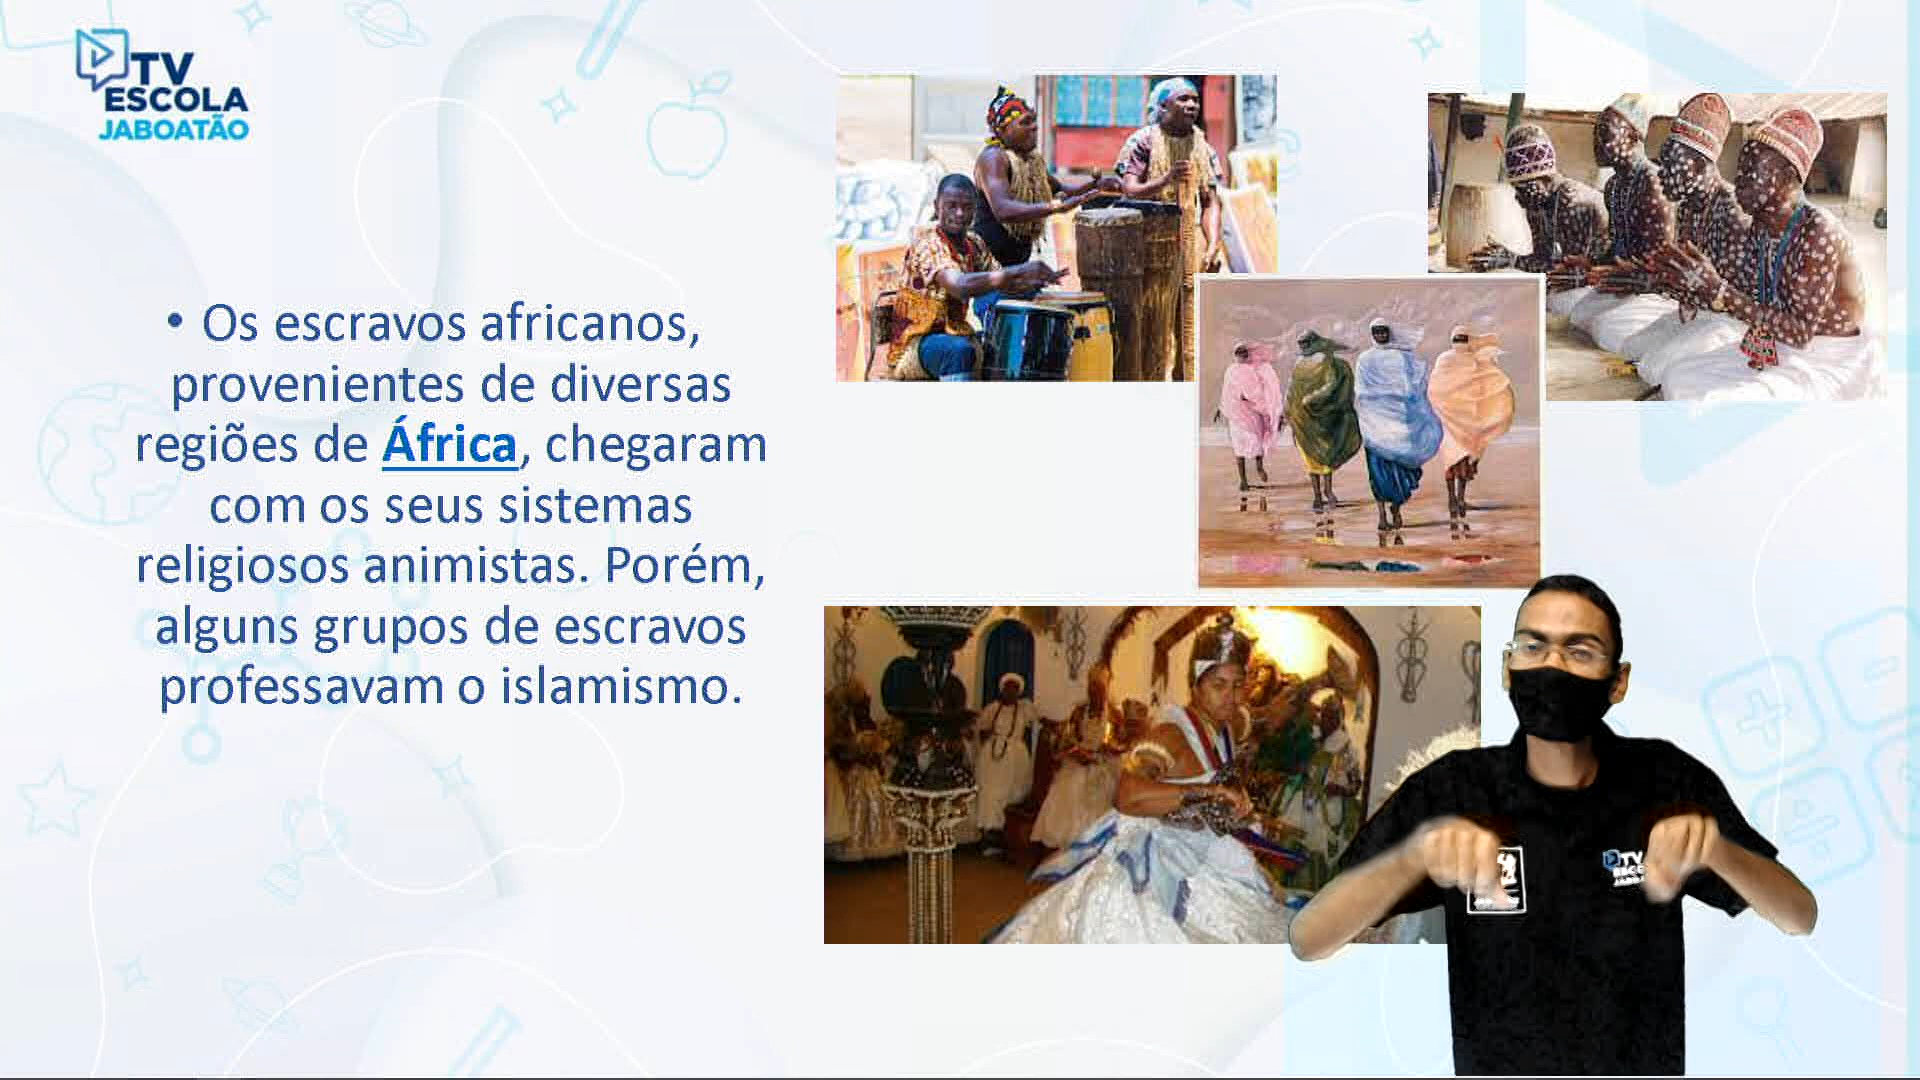 TV
ESCOLA
JABOATÃO
• Os escravos africanos,
provenientes de diversas
regiões de África, chegaram
com os seus sistemas
religiosos animistas. Porém,
alguns grupos de escravos
professavam o islamismo.
TV